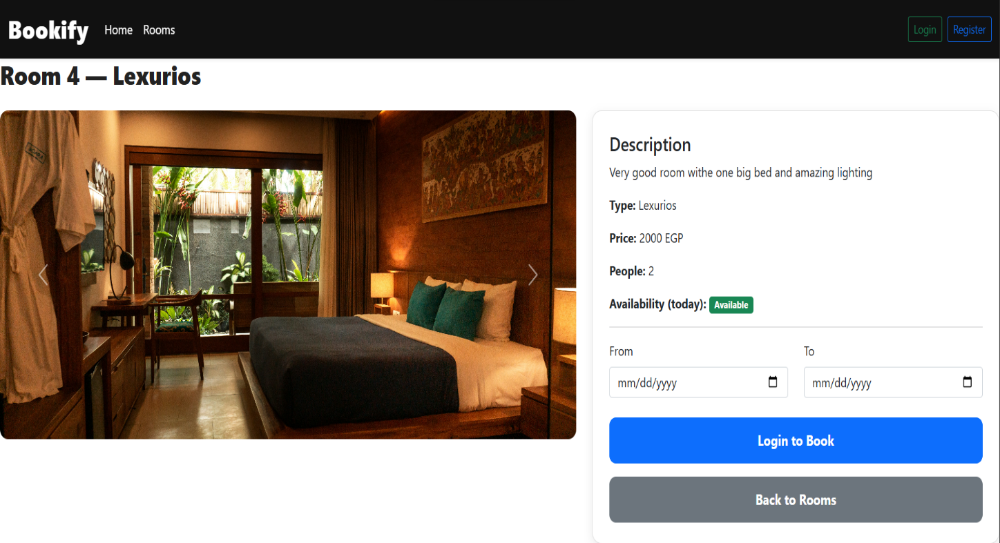 Bookify Home Rooms Login Register
Room 4 — Lexurios
Description
Very good room withe one big bed and amazing lighting
Type: Lexurios
Price: 2000 EGP
People: 2
Availability (today): Available
From To
mm/dd/yyyy mm/dd/yyyy
Login to Book
Back to Rooms